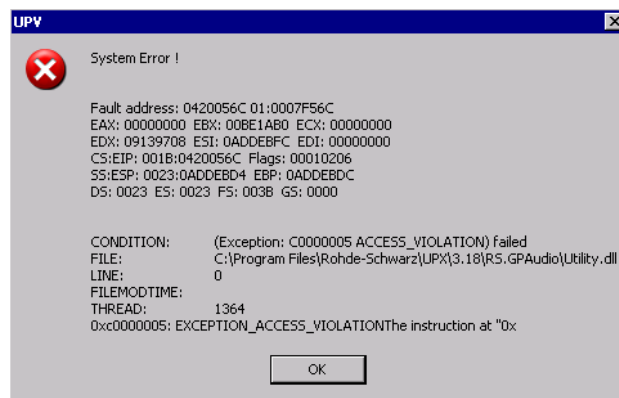 UPV
System Error !
Fault address: 0420056C 01:0007F56C
EAX: 00000000 EBX: 00BE1AB0 ECX: 00000000
EDX: 09139708 ESI: 0ADDEBFC EDI: 00000000
CS:EIP: 001B:0420056C Flags: 00010206
SS:ESP: 0023:0ADDEBD4 EBP: 0ADDEBDC
DS: 0023 ES: 0023 FS: 003B GS: 0000
CONDITION: (Exception: C0000005 ACCESS_VIOLATION) failed
FILE: C:\Program Files\Rohde-Schwarz\UPX\3.18\RS.GPAudio\Utility.dll
LINE: 0
FILEMODTIME:
THREAD: 1364
0xc0000005: EXCEPTION_ACCESS_VIOLATIONThe instruction at "0x
OK